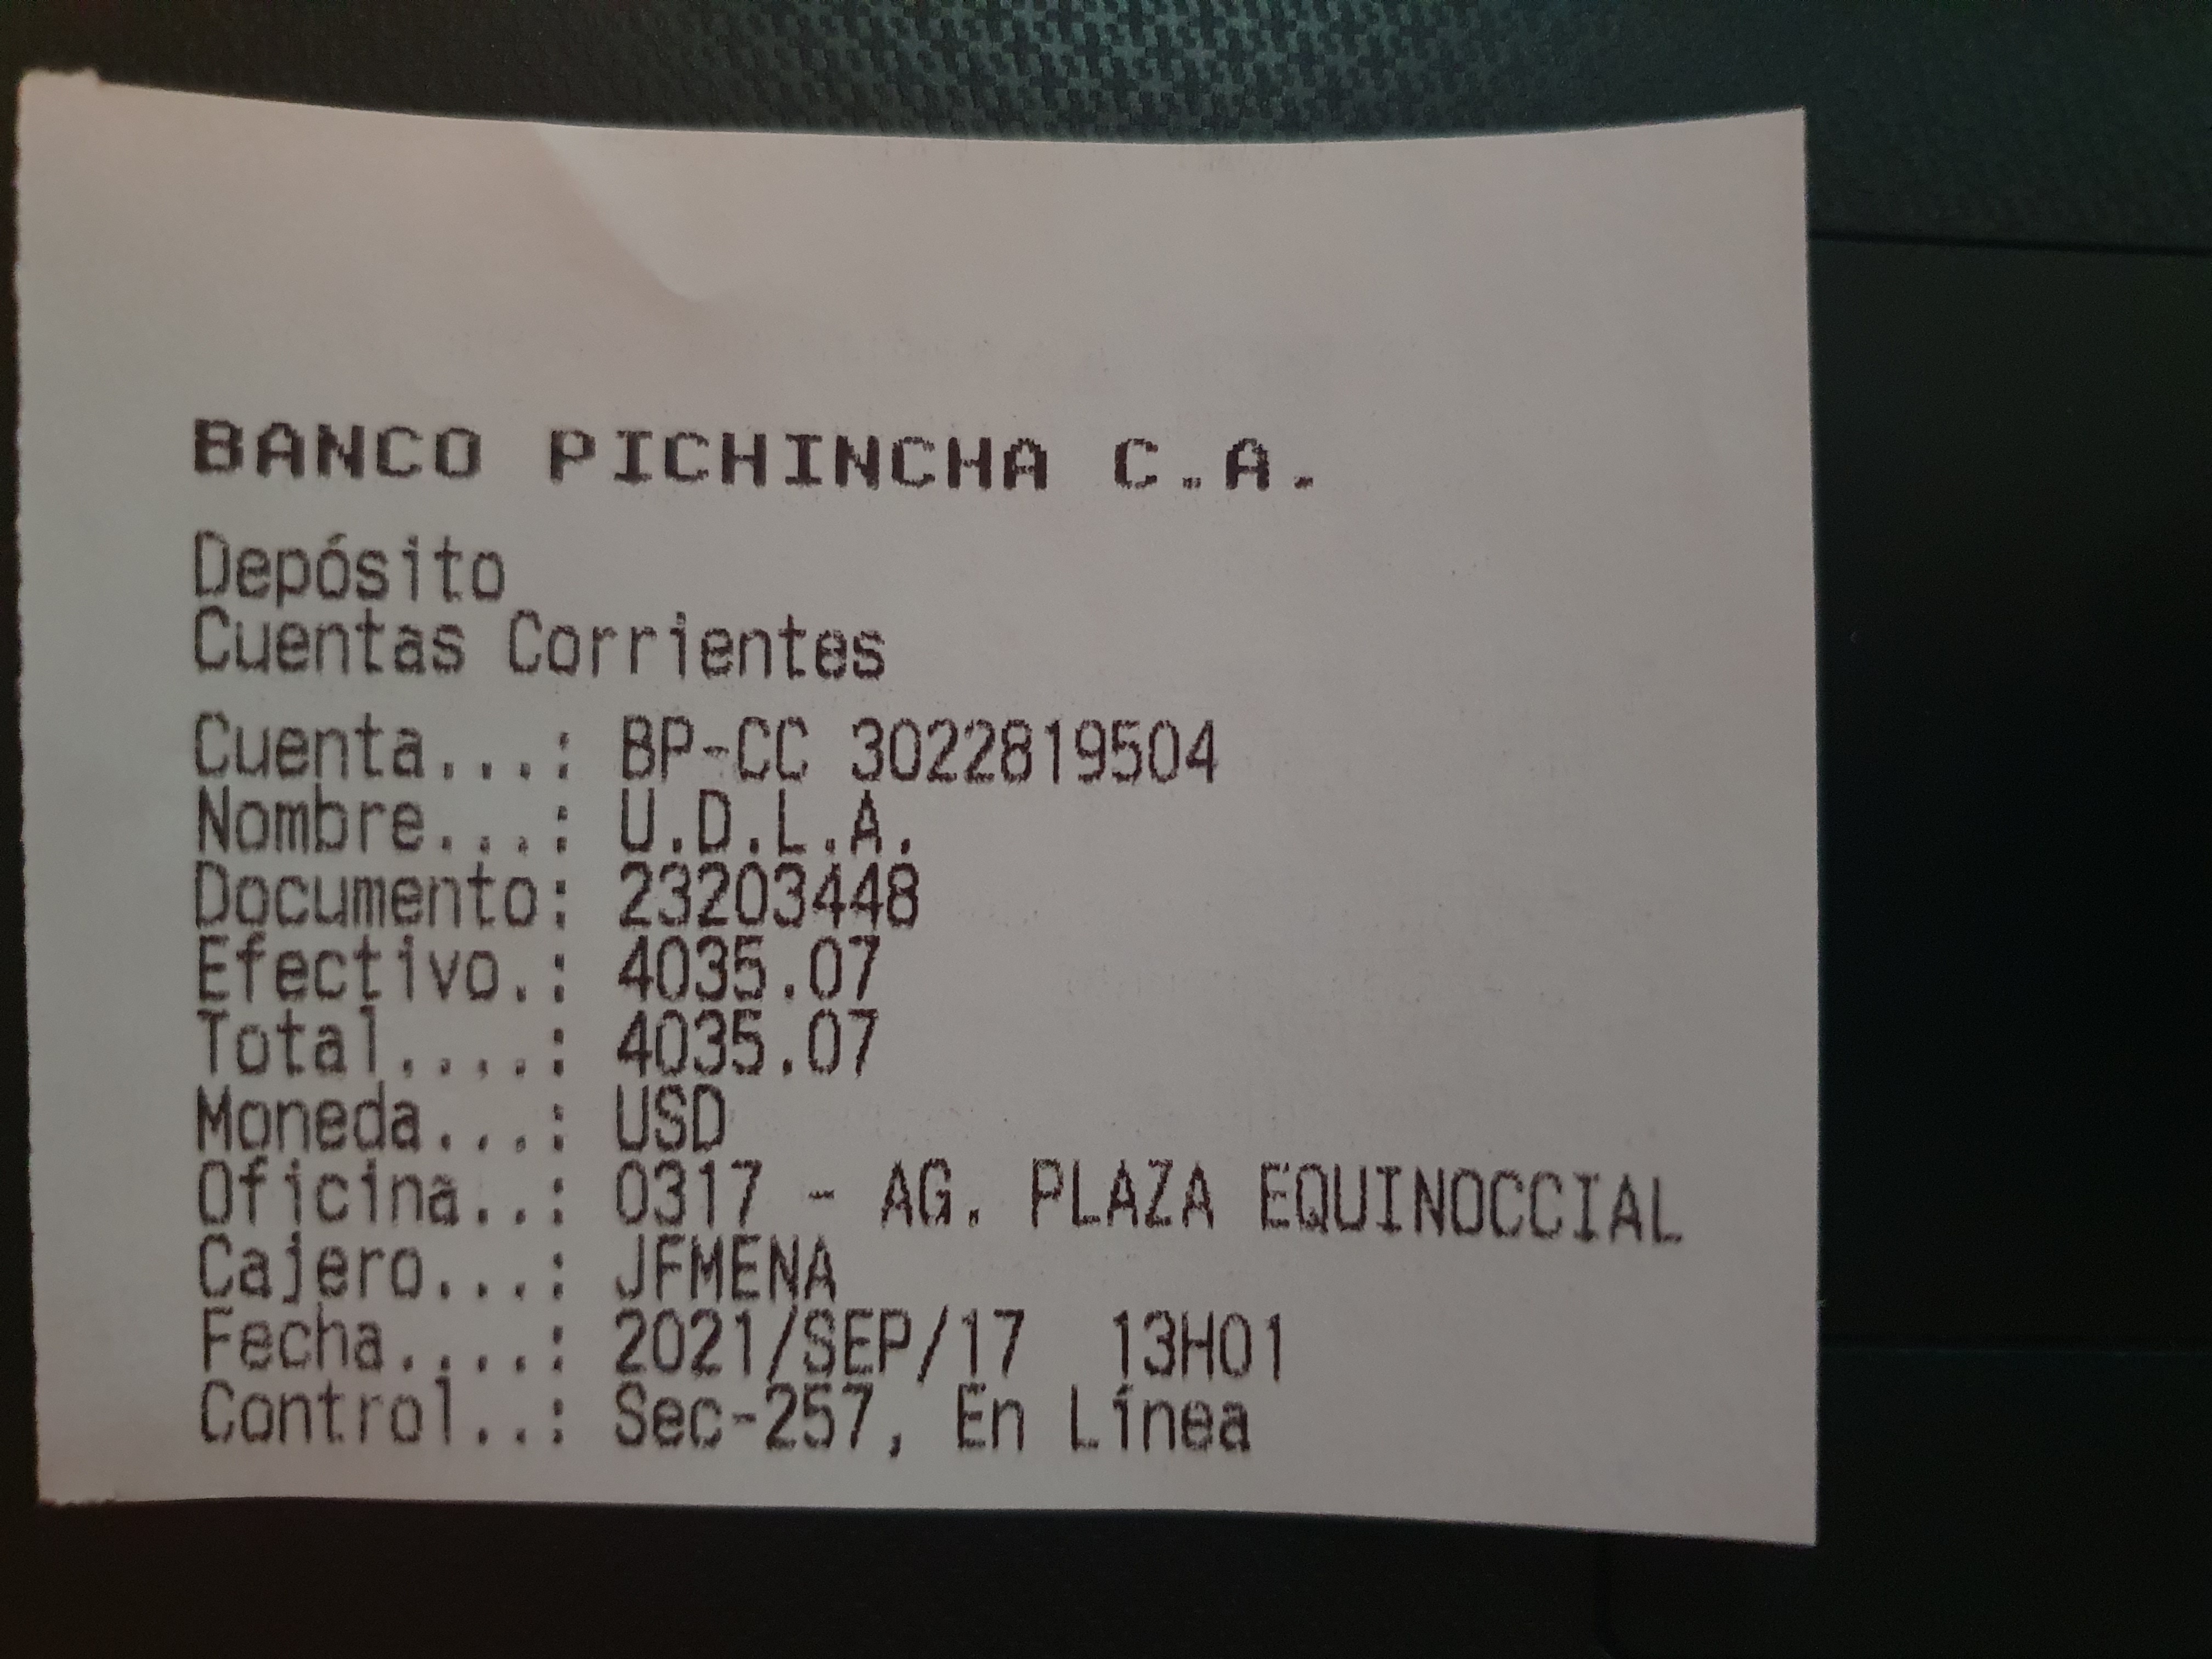 BANCO PICHINCHA C.A.
Depósito
Cuentas Corrientes
Cuenta...: BP-CC 3022819504
Nombre...: U.D.L.A.
Documento: 23203448
Efectivo.: 4035.07
Total....: 4035.07
Moneda...: USD
Oficina..: 0317 - AG. PLAZA EQUINOCCIAL
Cajero...: JFMENA
Fecha....: 2021/SEP/17  13H01
Control..: Sec-257, En Línea